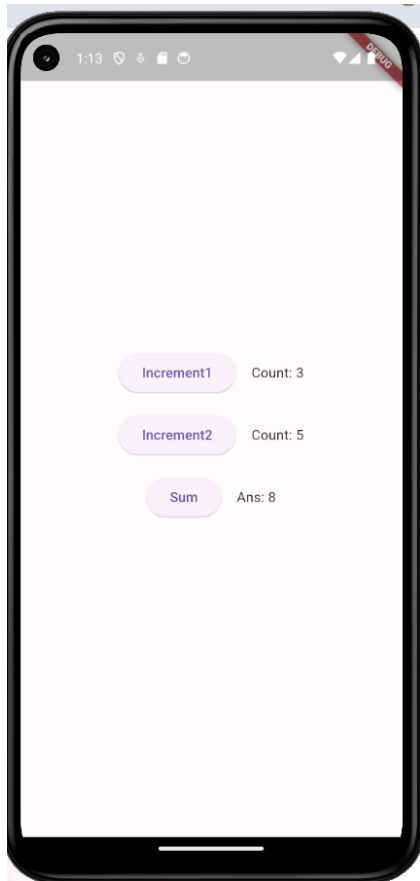 1:13
DEBUG
Increment1 Count: 3
Increment2 Count: 5
Sum Ans: 8